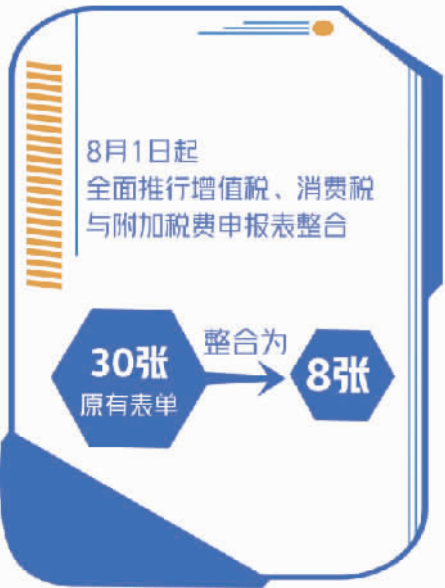 8月1日起
全面推行增值税、消费税
与附加税费申报表整合
30张
原有表单
整合为
8张